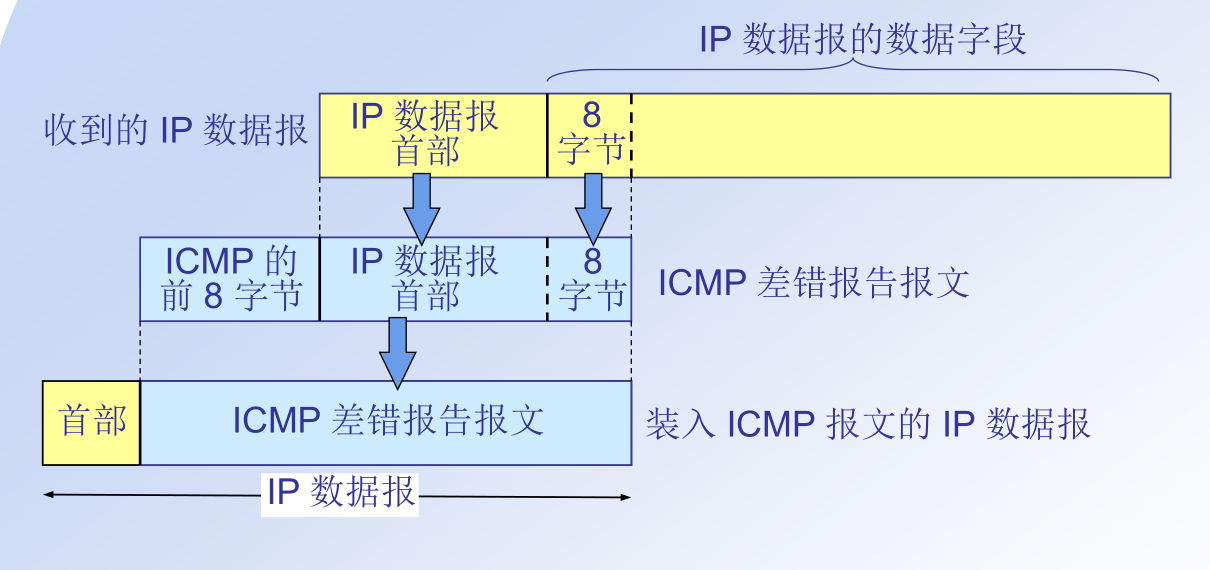 IP 数据报的数据字段
收到的 IP 数据报
IP 数据报
首部
8
字节
ICMP 的
前 8 字节
IP 数据报
首部
8
字节
ICMP 差错报告报文
首部
ICMP 差错报告报文
装入 ICMP 报文的 IP 数据报
IP 数据报